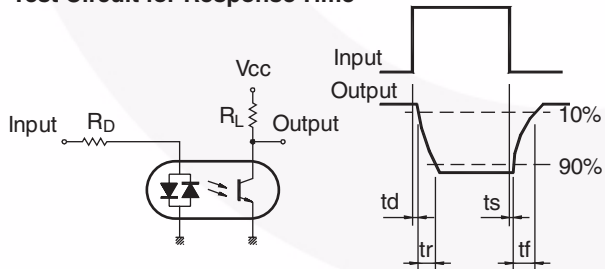 Test Circuit for Response Time
Input
RD
Vcc
RL
Output
Input
Output
10%
90%
td
ts
tr
tf